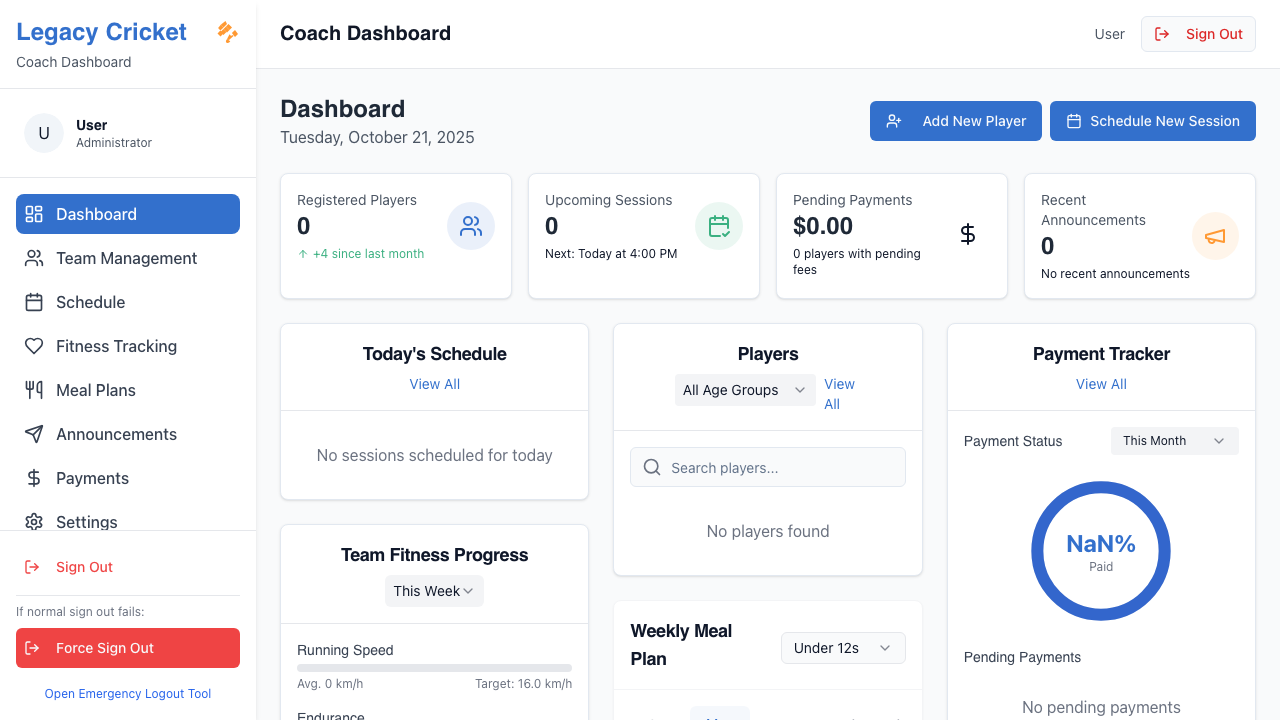 Legacy Cricket
Coach Dashboard
U
User
Administrator
Dashboard
Team Management
Schedule
Fitness Tracking
Meal Plans
Announcements
Payments
Settings
Sign Out
If normal sign out fails:
Force Sign Out
Open Emergency Logout Tool
Coach Dashboard
User
Sign Out
Dashboard
Tuesday, October 21, 2025
Add New Player
Schedule New Session
Registered Players
0
+4 since last month
Upcoming Sessions
0
Next: Today at 4:00 PM
Pending Payments
$0.00
0 players with pending
fees
Recent
Announcements
0
No recent announcements
Today's Schedule
View All
No sessions scheduled for today
Team Fitness Progress
This Week
Running Speed
Avg. 0 km/h
Target: 16.0 km/h
Endurance
Players
All Age Groups
View
All
Search players...
No players found
Weekly Meal
Plan
Under 12s
Payment Tracker
View All
Payment Status
This Month
NaN%
Paid
Pending Payments
No pending payments